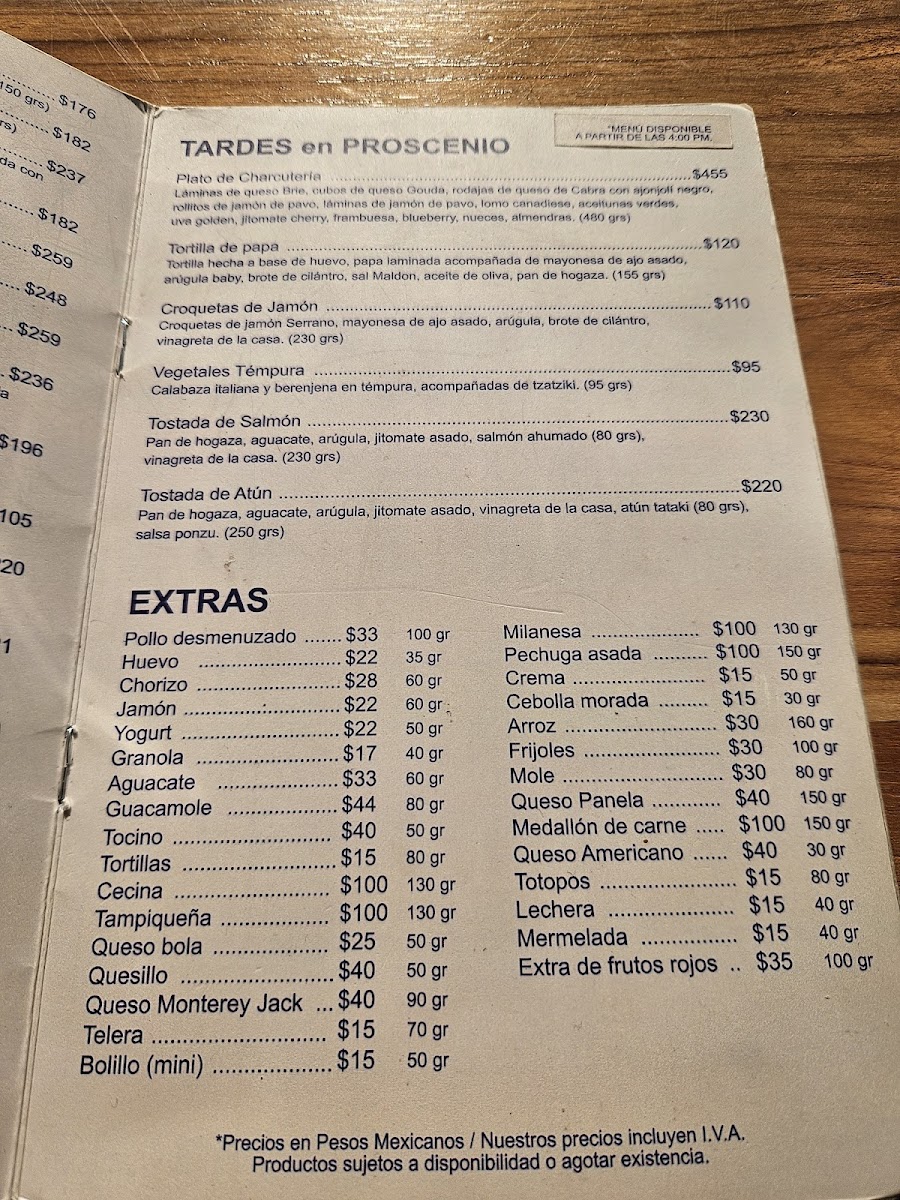 150 grs)
$176
rs)
$182
$237
da con
$182
$259
$248
$259
$236
a
$196
105
20
1
TARDES en PROSCENIO
*MENÚ DISPONIBLE
A PARTIR DE LAS 4:00 PM.
Plato de Charcutería ........ $455
Láminas de queso Brie, cubos de queso Gouda, rodajas de queso de Cabra con ajonjolí negro,
rollitos de jamón de pavo, láminas de jamón de pavo, lomo canadiese, aceitunas verdes,
uva golden, jitomate cherry, frambuesa, blueberry, nueces, almendras. (480 grs)
Tortilla de papa ........ $120
Tortilla hecha a base de huevo, papa laminada acompañada de mayonesa de ajo asado,
arúgula baby, brote de cilántro, sal Maldon, aceite de oliva, pan de hogaza. (155 grs)
Croquetas de Jamón ........ $110
Croquetas de jamón Serrano, mayonesa de ajo asado, arúgula, brote de cilántro,
vinagreta de la casa. (230 grs)
Vegetales Témpura ........ $95
Calabaza italiana y berenjena en témpura, acompañadas de tzatziki. (95 grs)
Tostada de Salmón ........ $230
Pan de hogaza, aguacate, arúgula, jitomate asado, salmón ahumado (80 grs),
vinagreta de la casa. (230 grs)
Tostada de Atún ........ $220
Pan de hogaza, aguacate, arúgula, jitomate asado, vinagreta de la casa, atún tataki (80 grs),
salsa ponzu. (250 grs)
EXTRAS
Pollo desmenuzado ....... $33 100 gr
Huevo ........ $22 35 gr
Chorizo ........ $28 60 gr
Jamón ........ $22 60 gr
Yogurt ........ $22 50 gr
Granola ........ $17 40 gr
Aguacate ........ $33 60 gr
Guacamole ........ $44 80 gr
Tocino ........ $40 50 gr
Tortillas ........ $15 80 gr
Cecina ........ $100 130 gr
Tampiqueña ........ $100 130 gr
Queso bola ........ $25 50 gr
Quesillo ........ $40 50 gr
Queso Monterey Jack ... $40 90 gr
Telera ........ $15 70 gr
Bolillo (mini) ........ $15 50 gr
Milanesa ........ $100 130 gr
Pechuga asada ........ $100 150 gr
Crema ........ $15 50 gr
Cebolla morada ........ $15 30 gr
Arroz ........ $30 160 gr
Frijoles ........ $30 100 gr
Mole ........ $30 80 gr
Queso Panela ........ $40 150 gr
Medallón de carne ..... $100 150 gr
Queso Americano ...... $40 30 gr
Totopos ........ $15 80 gr
Lechera ........ $15 40 gr
Mermelada ........ $15 40 gr
Extra de frutos rojos .. $35 100 gr
*Precios en Pesos Mexicanos / Nuestros precios incluyen I.V.A.
Productos sujetos a disponibilidad o agotar existencia.